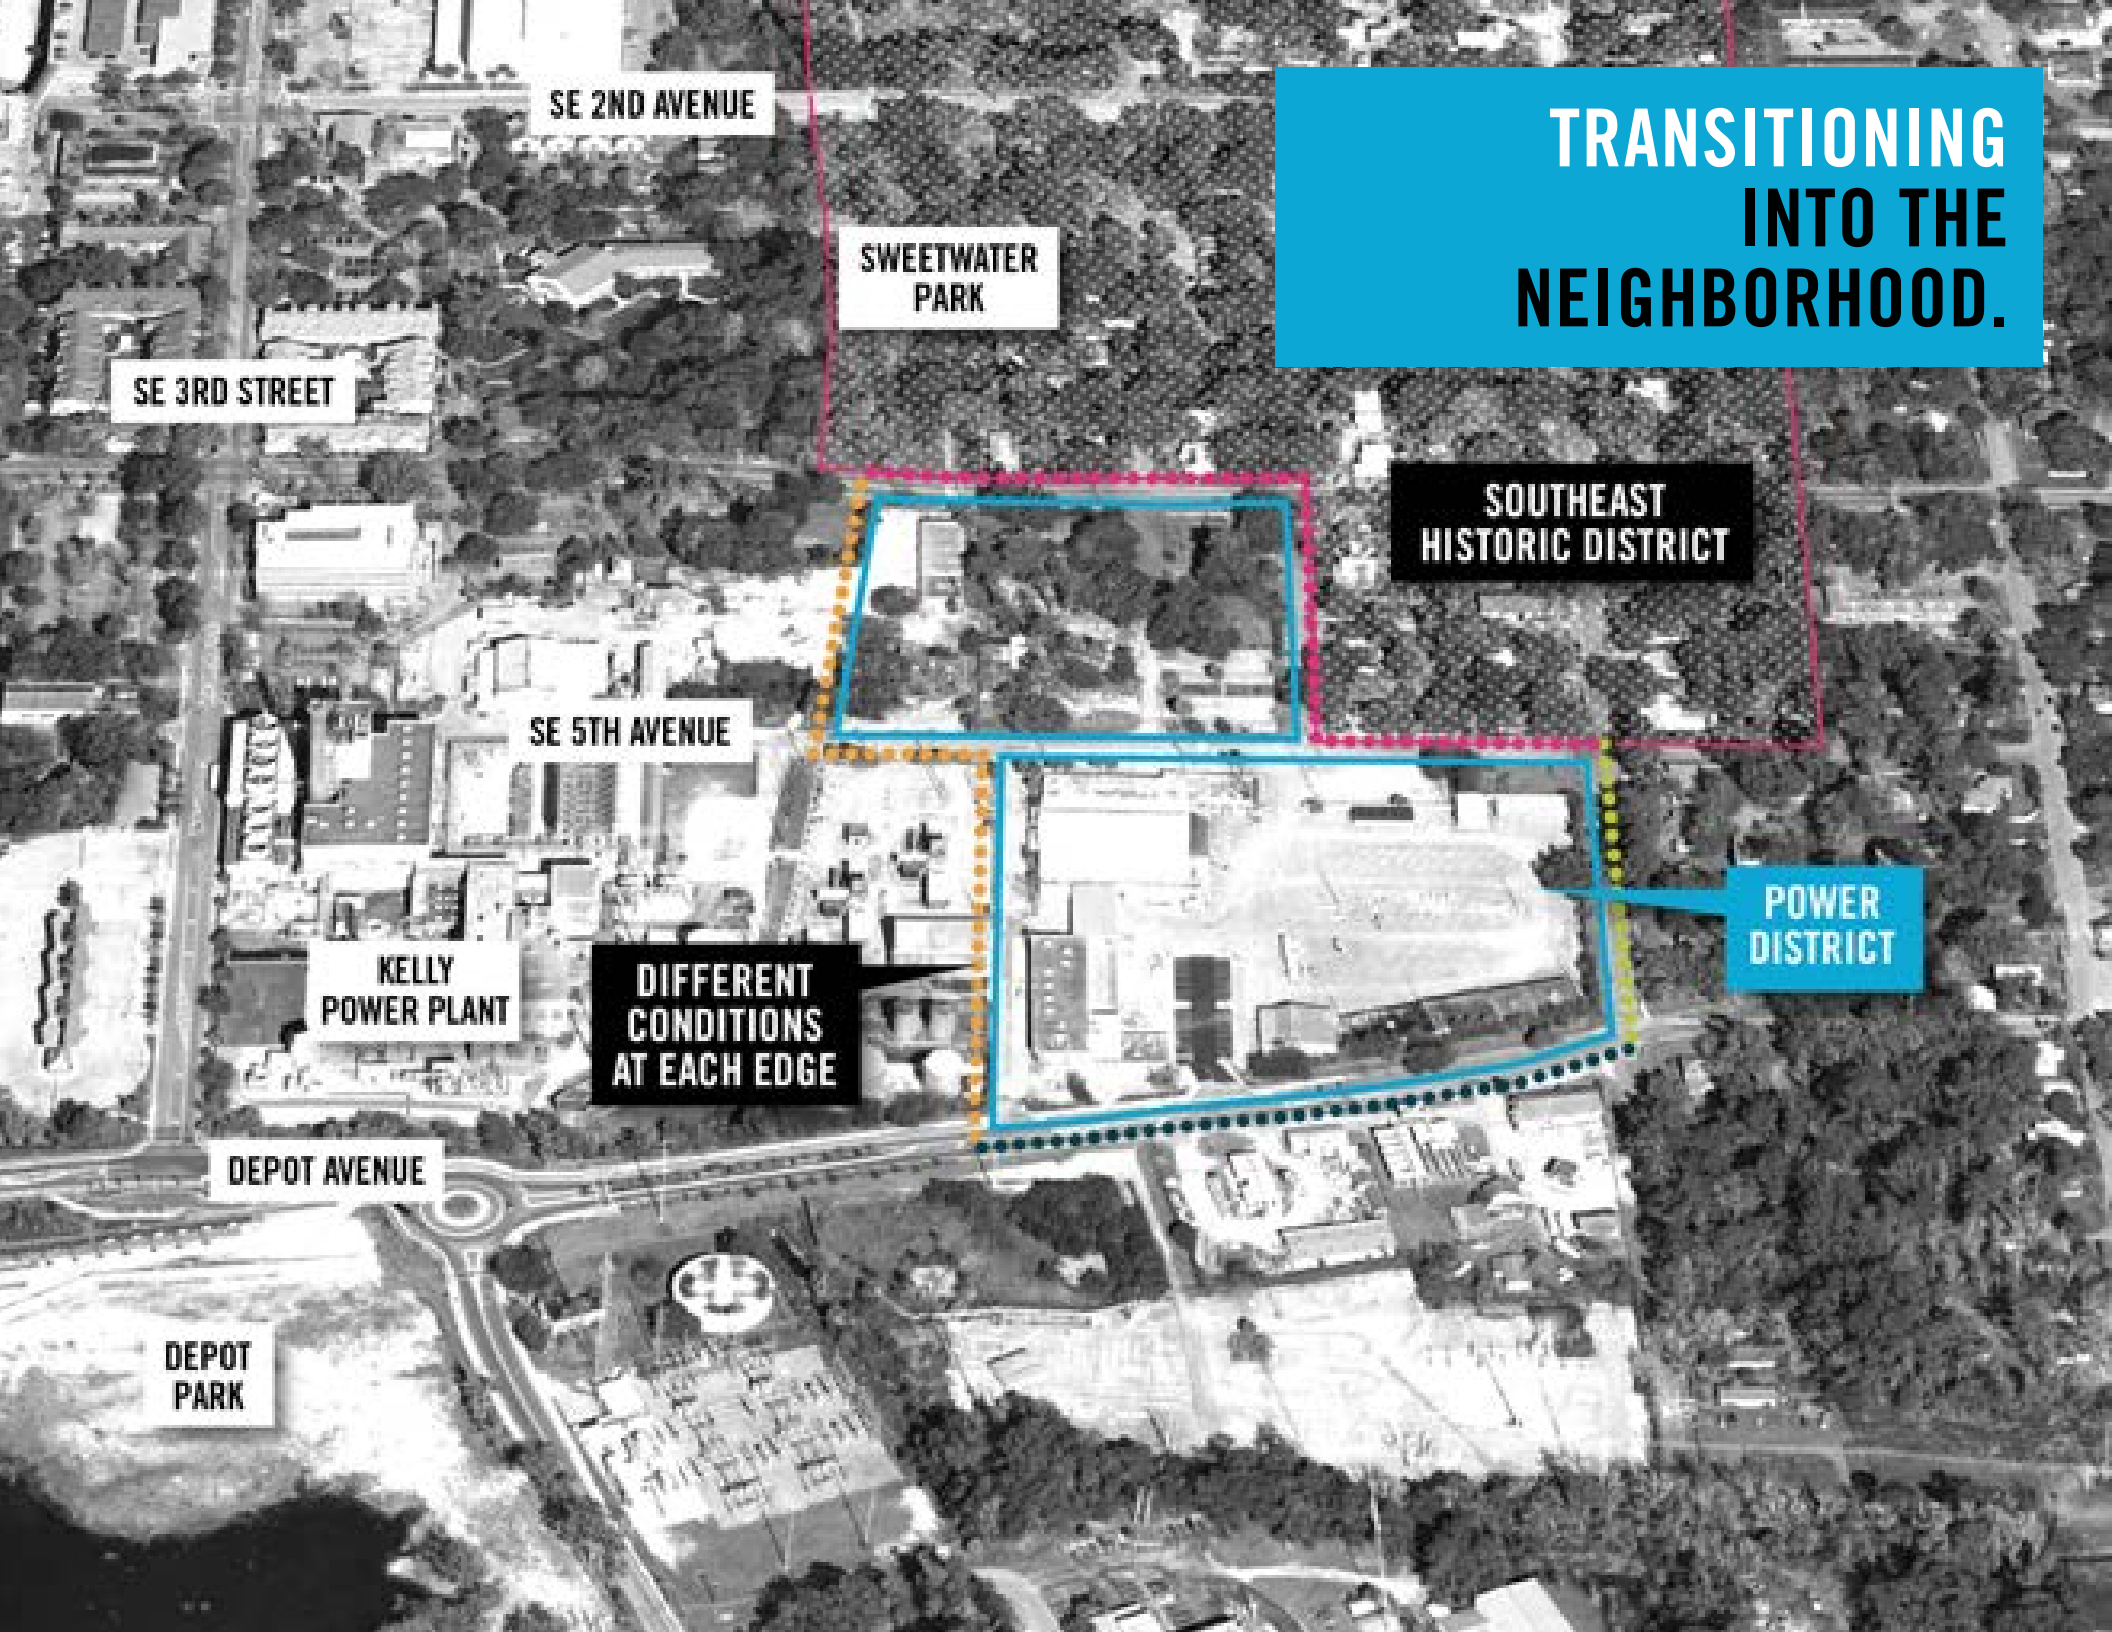 SE 2ND AVENUE
TRANSITIONING
INTO THE
NEIGHBORHOOD.
SWEETWATER
PARK
SE 3RD STREET
SOUTHEAST
HISTORIC DISTRICT
SE 5TH AVENUE
POWER
DISTRICT
KELLY
POWER PLANT
DIFFERENT
CONDITIONS
AT EACH EDGE
DEPOT AVENUE
DEPOT
PARK